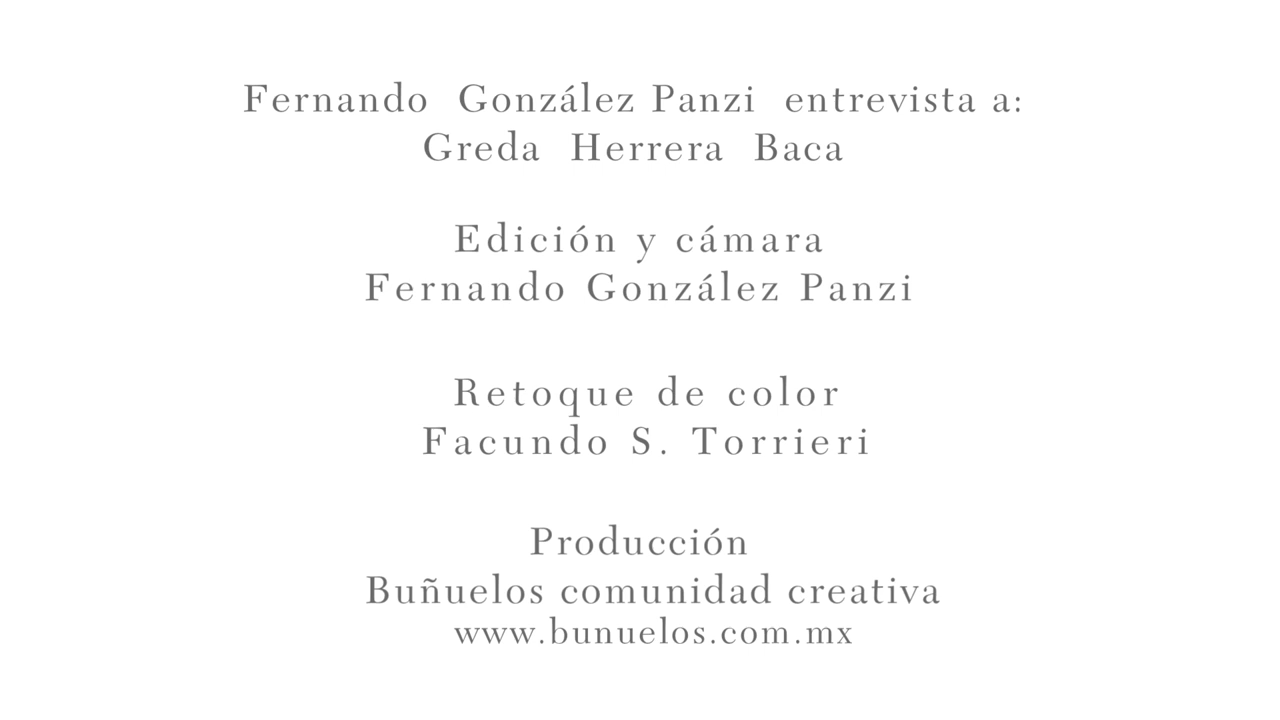 Fernando González Panzi entrevista a:
Greda Herrera Baca
Edición y cámara
Fernando González Panzi
Retoque de color
Facundo S. Torrieri
Producción
Buñuelos comunidad creativa
www.bunuelos.com.mx